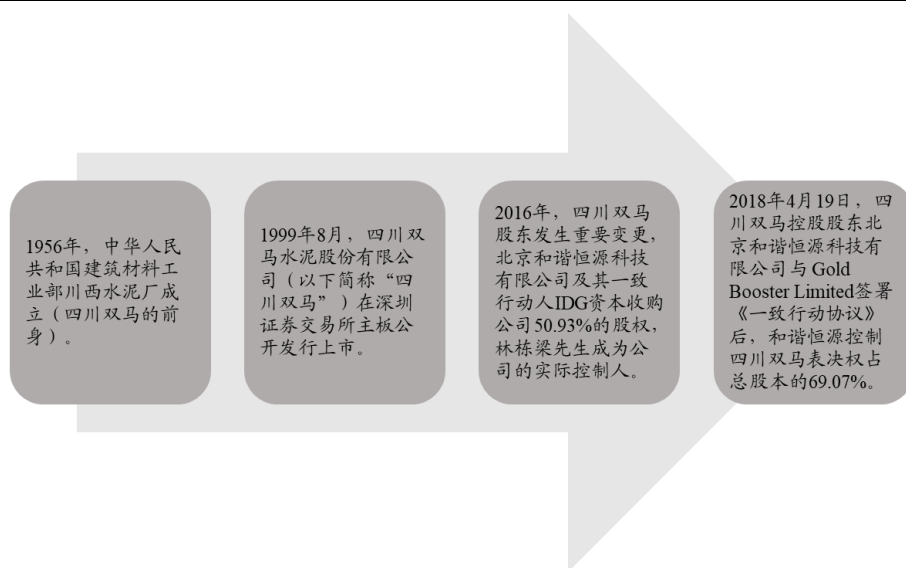 1956年，中华人民
共和国建筑材料工
业部川西水泥厂成
立（四川双马的前
身）。
1999年8月，四川双
马水泥股份有限公
司（以下简称“四
川双马”）在深圳
证券交易所主板公
开发行上市。
2016年，四川双马
股东发生重要变更，
北京和谐恒源科技
有限公司及其一致
行动人IDG资本收购
公司50.93%的股权，
林栋梁先生成为公
司的实际控制人。
2018年4月19日，四
川双马控股股东北
京和谐恒源科技有
限公司与 Gold
Booster Limited签署
《一致行动协议》
后，和谐恒源控制
四川双马表决权占
总股本的69.07%。